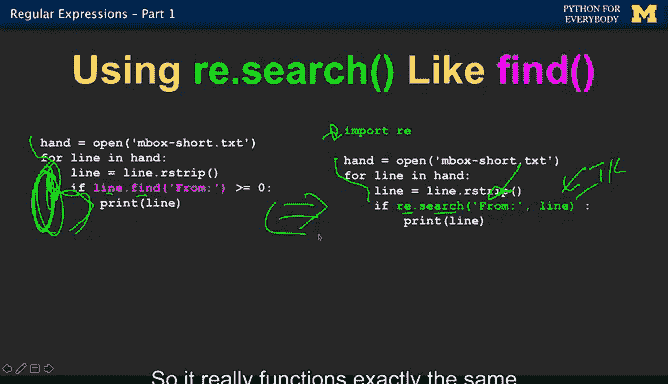 Regular Expressions - Part 1
PYTHON FOR
EVERYBODY
M
Using re.search() Like find()
hand = open('mbox-short.txt')
for line in hand:
line = line.rstrip()
if line.find('From:') >= 0:
print(line)
import re
hand = open('mbox-short.txt')
for line in hand:
line = line.rstrip()
if re.search('From:', line) :
print(line)
So it really functions exactly the same